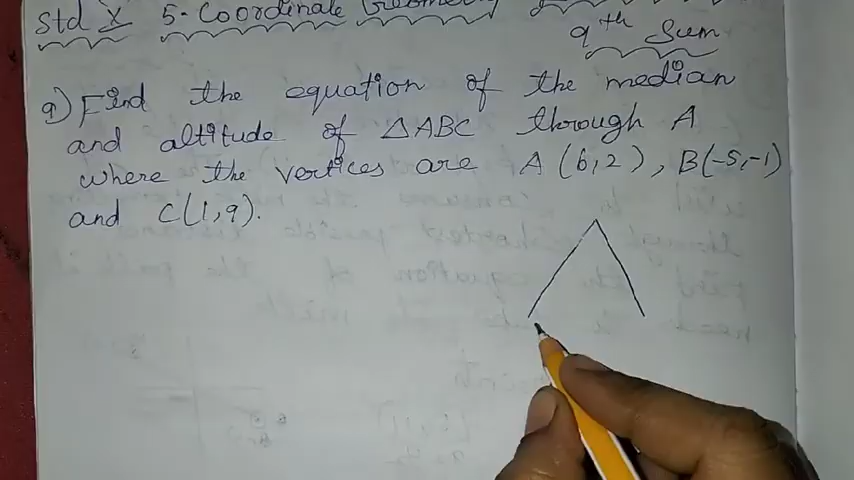 Std X 5-Coordinate Geometry
9th Sum
9) Find the equation of the median
and altitude of △ABC through A
where the vertices are A (6,2), B(-5,-1)
and C(1,9).